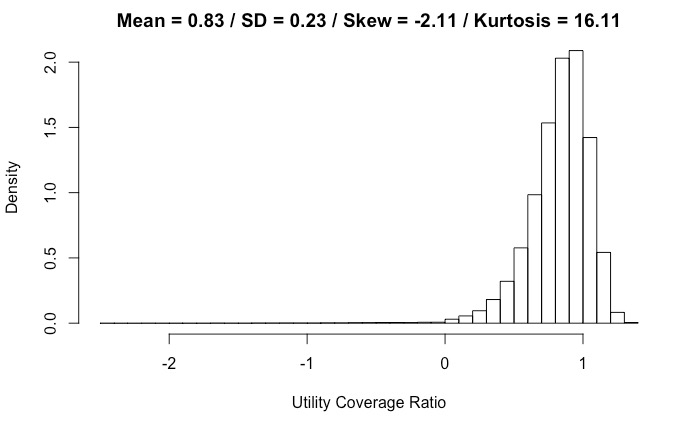 Mean = 0.83 / SD = 0.23 / Skew = -2.11 / Kurtosis = 16.11
Density
2.0
1.5
1.0
0.5
0.0
-2 -1 0 1
Utility Coverage Ratio